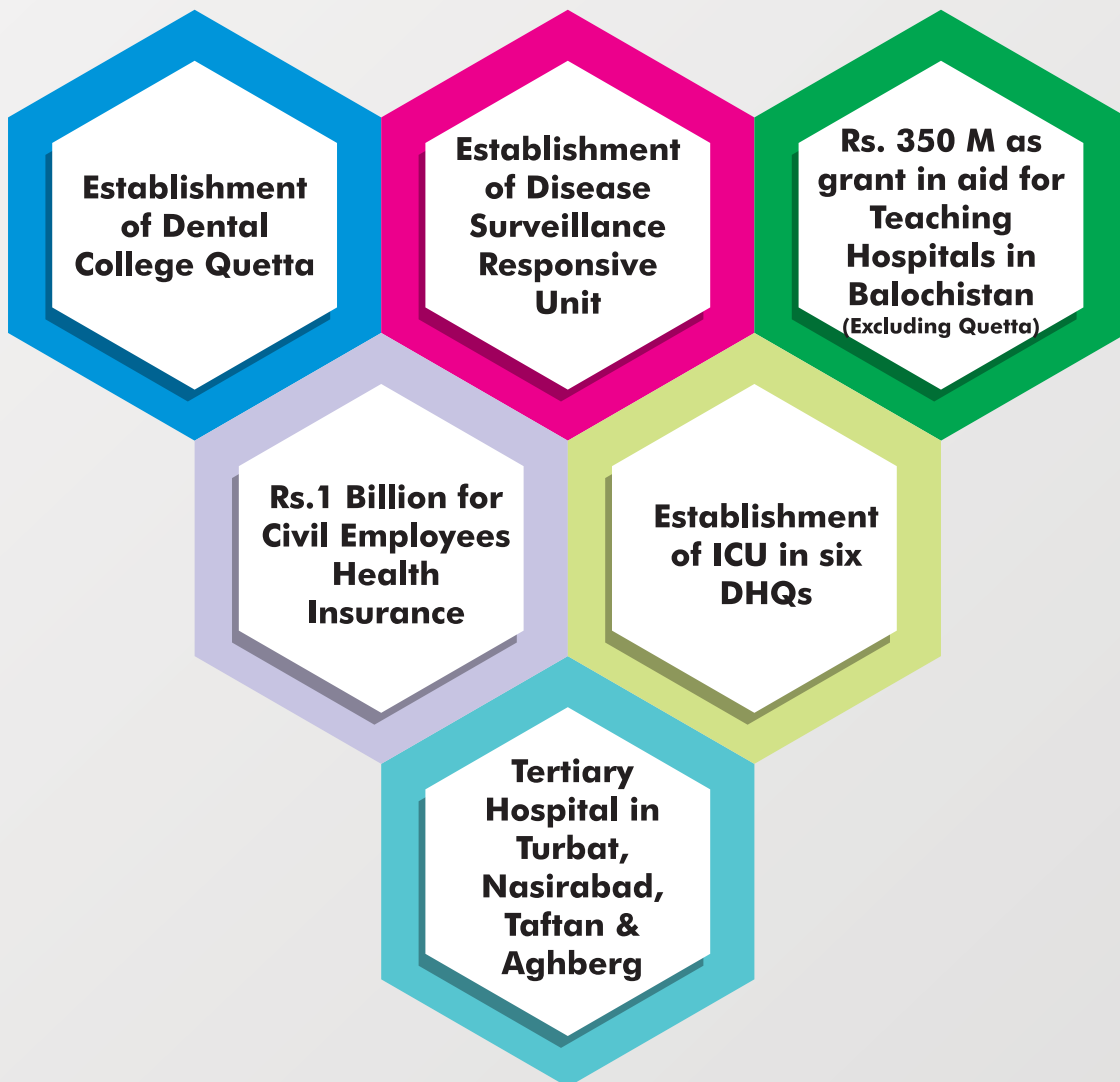 Establishment
of Dental
College Quetta
Establishment
of Disease
Surveillance
Responsive
Unit
Rs. 350 M as
grant in aid for
Teaching
Hospitals in
Balochistan
(Excluding Quetta)
Rs.1 Billion for
Civil Employees
Health
Insurance
Establishment
of ICU in six
DHQs
Tertiary
Hospital in
Turbat,
Nasirabad,
Taftan &
Aghberg